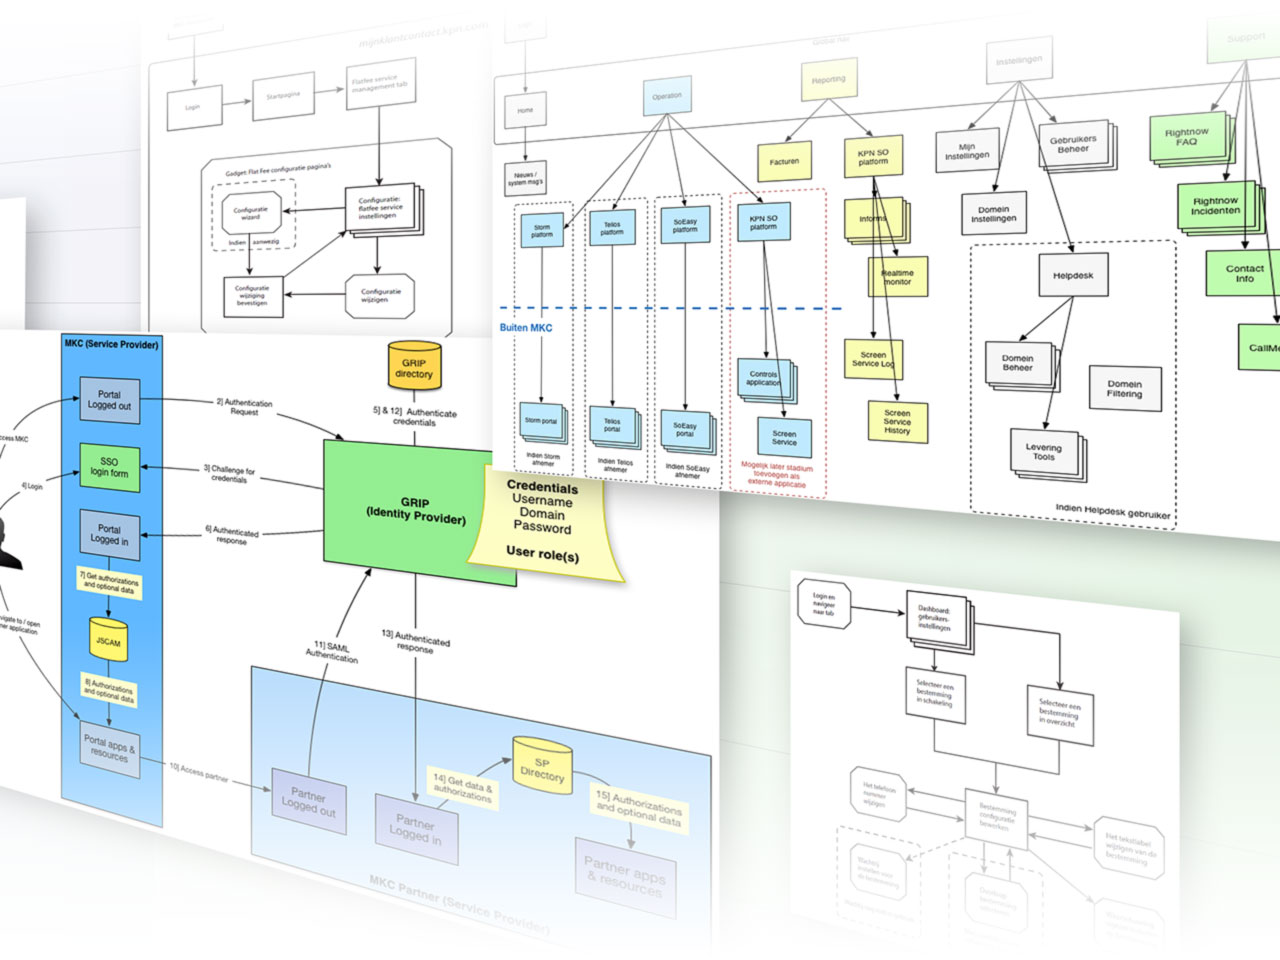 mijnklantcontact.kpn.com
Login
Startpagina
Flatfee service
management tab
Gadget: Flat Fee configuratie pagina's
Configuratie
wizard
Indien aanwezig
Configuratie:
flatfee service
instellingen
Configuratie
wijziging
bevestigen
Configuratie
wijzigen
Global nav
Home
Nieuws /
system msg's
Operation
Reporting
Instellingen
Support
Facturen
KPN SO
platform
Mijn
Instellingen
Gebruikers
Beheer
Rightnow
FAQ
Domein
Instellingen
Rightnow
Incidenten
Storm
platform
Telios
platform
SoEasy
platform
KPN SO
platform
Informs
Realtime
monitor
Helpdesk
Contact
Info
Buiten MKC
Controls
application
Screen
Service Log
Domein
Beheer
Domein
Filtering
CallMe
Storm portal
Telios
portal
SoEasy
portal
Screen
Service
Screen
Service
History
Levering
Tools
Indien Storm
afnemer
Indien Telios
afnemer
Indien SoEasy
afnemer
Mogelijk later stadium
toevoegen als
externe applicatie
Indien Helpdesk gebruiker
MKC (Service Provider)
Portal
Logged out
2] Authentication
Request
GRIP
directory
5] & 12] Authenticate
credentials
ccess MKC
SSO
login form
3] Challenge for
credentials
4] Login
GRIP
(Identity Provider)
Credentials
Username
Domain
Password
User role(s)
Portal
Logged in
6] Authenticated
response
7] Get authorizations
and optional data
JSCAM
vigate to / open
ner application
8] Authorizations
and optional data
Portal apps &
resources
10] Access partner
11] SAML
Authentication
13] Authenticated
response
Partner
Logged out
Partner
Logged in
14] Get data &
authorizations
SP
Directory
15] Authorizations
and optional data
Partner apps
& resources
MKC Partner (Service Provider)
Login en
navigeer
naar tab
Dashboard:
gebruikers-
instellingen
Selecteer een
bestemming
in schakeling
Selecteer een
bestemming
in overzicht
Het telefoon
nummer
wijzigen
Bestemming
configuratie
bewerken
Het tekstlabel
wijzigen van de
bestemming